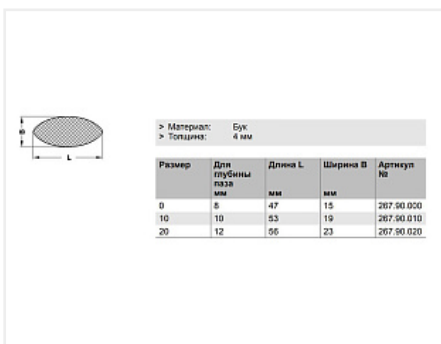 > Материал: Бук
> Толщина: 4 мм
B
L
Размер Для глубины паза мм Длина L мм Ширина B мм Артикул №
0 8 47 15 267.90.000
10 10 53 19 267.90.010
20 12 56 23 267.90.020